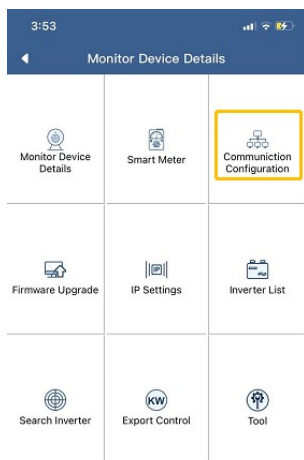 3:53
Monitor Device Details
Monitor Device
Details
Smart Meter
Communiction
Configuration
Firmware Upgrade
IP Settings
Inverter List
Search Inverter
KW
Export Control
Tool